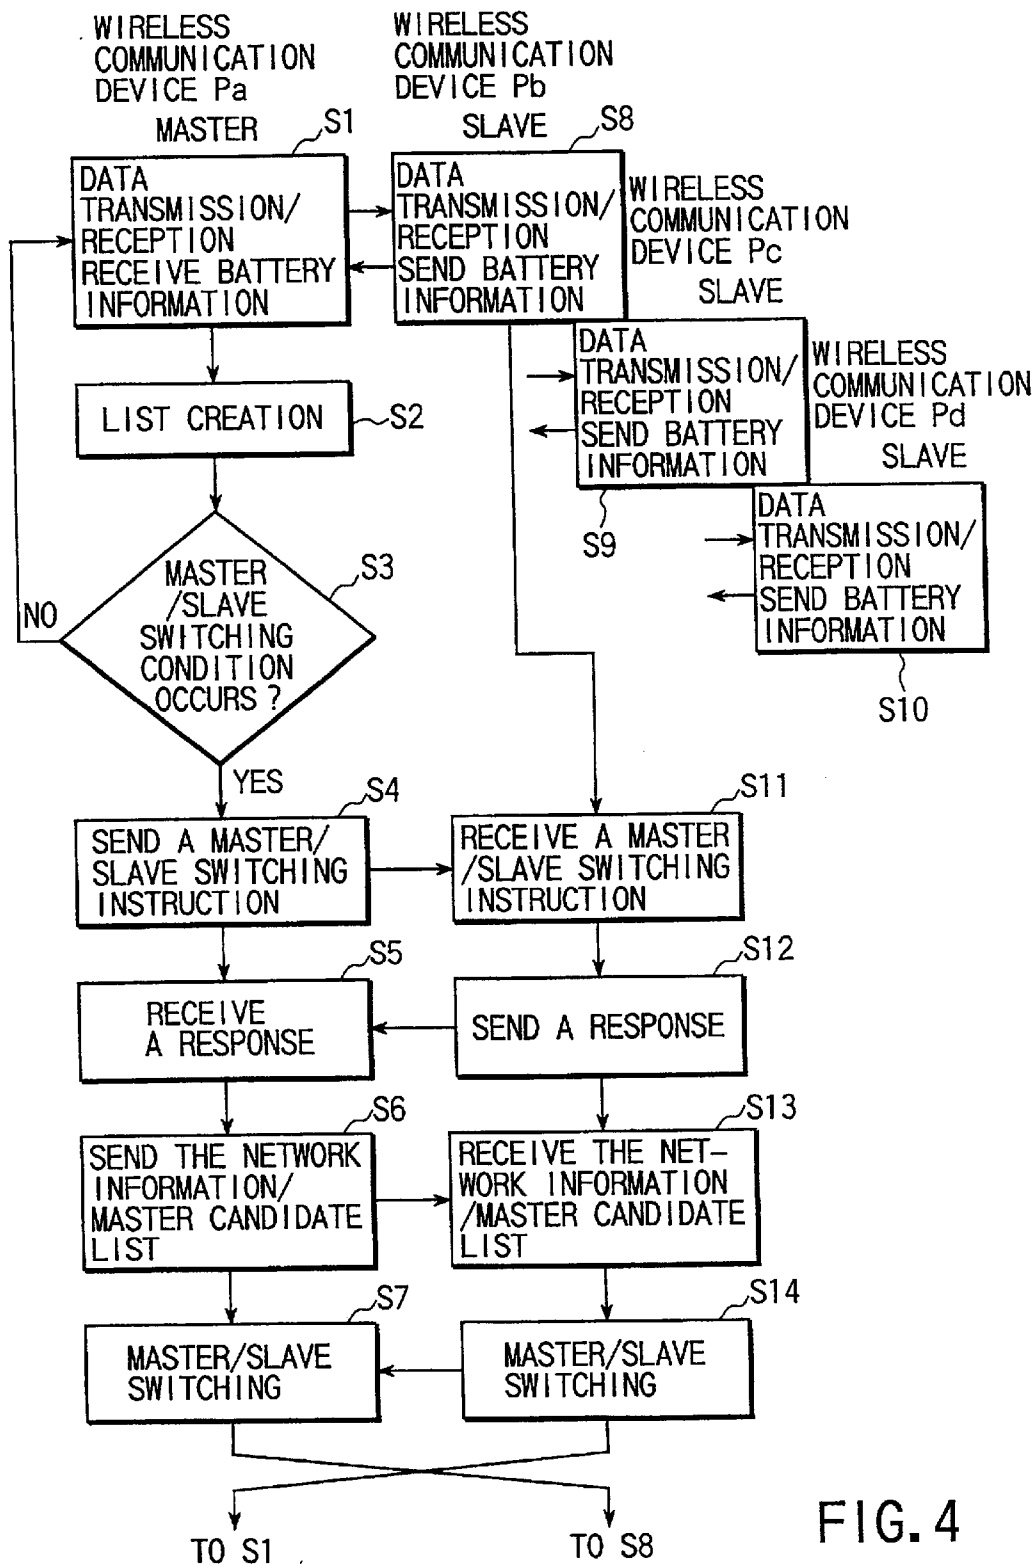 WIRELESS
COMMUNICATION
DEVICE Pa
MASTER
S1
DATA
TRANSMISSION/
RECEPTION
RECEIVE BATTERY
INFORMATION
WIRELESS
COMMUNICATION
DEVICE Pb
SLAVE
S8
DATA
TRANSMISSION/
RECEPTION
SEND BATTERY
INFORMATION
WIRELESS
COMMUNICATION
DEVICE Pc
SLAVE
DATA
TRANSMISSION/
RECEPTION
SEND BATTERY
INFORMATION
S9
WIRELESS
COMMUNICATION
DEVICE Pd
SLAVE
DATA
TRANSMISSION/
RECEPTION
SEND BATTERY
INFORMATION
S10
LIST CREATION
S2
MASTER
/SLAVE
SWITCHING
CONDITION
OCCURS ?
S3
NO
YES
S4
SEND A MASTER/
SLAVE SWITCHING
INSTRUCTION
S11
RECEIVE A MASTER
/SLAVE SWITCHING
INSTRUCTION
S5
RECEIVE
A RESPONSE
S12
SEND A RESPONSE
S6
SEND THE NETWORK
INFORMATION/
MASTER CANDIDATE
LIST
S13
RECEIVE THE NET-
WORK INFORMATION
/MASTER CANDIDATE
LIST
S7
MASTER/SLAVE
SWITCHING
S14
MASTER/SLAVE
SWITCHING
TO S1
TO S8
FIG. 4